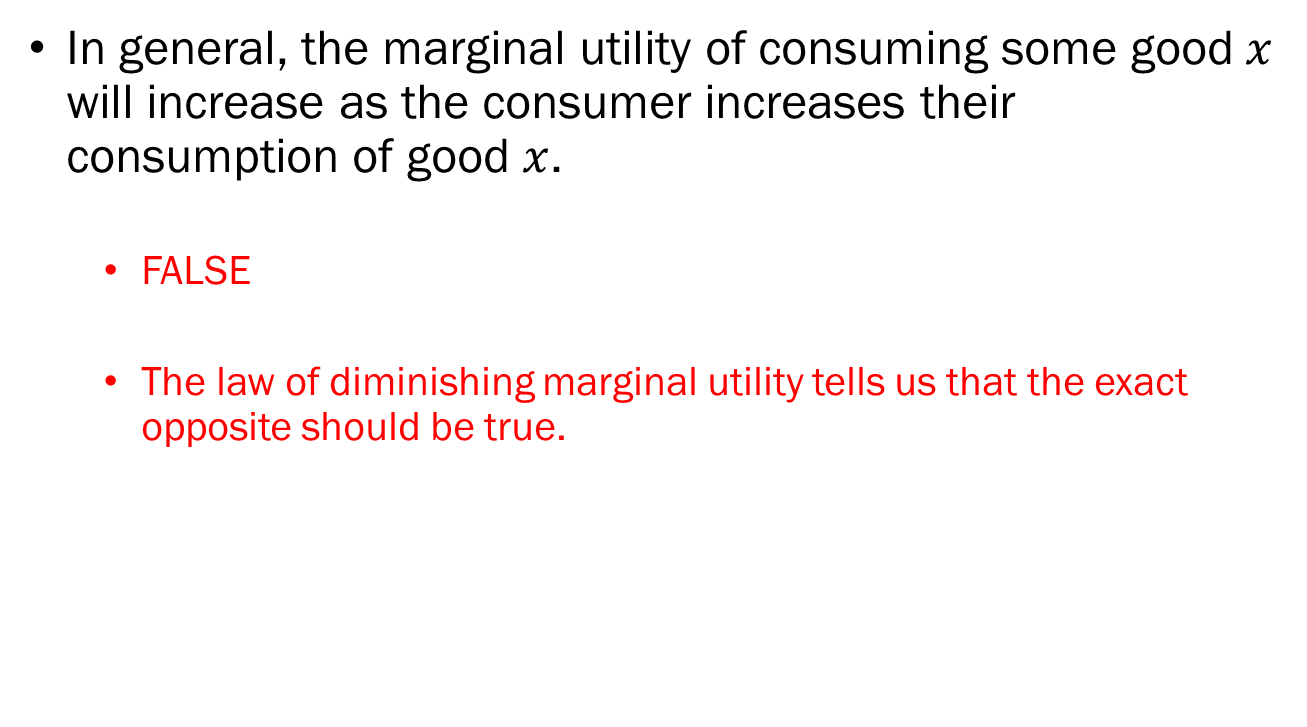 • In general, the marginal utility of consuming some good 𝑥
will increase as the consumer increases their
consumption of good 𝑥.
• FALSE
• The law of diminishing marginal utility tells us that the exact
opposite should be true.